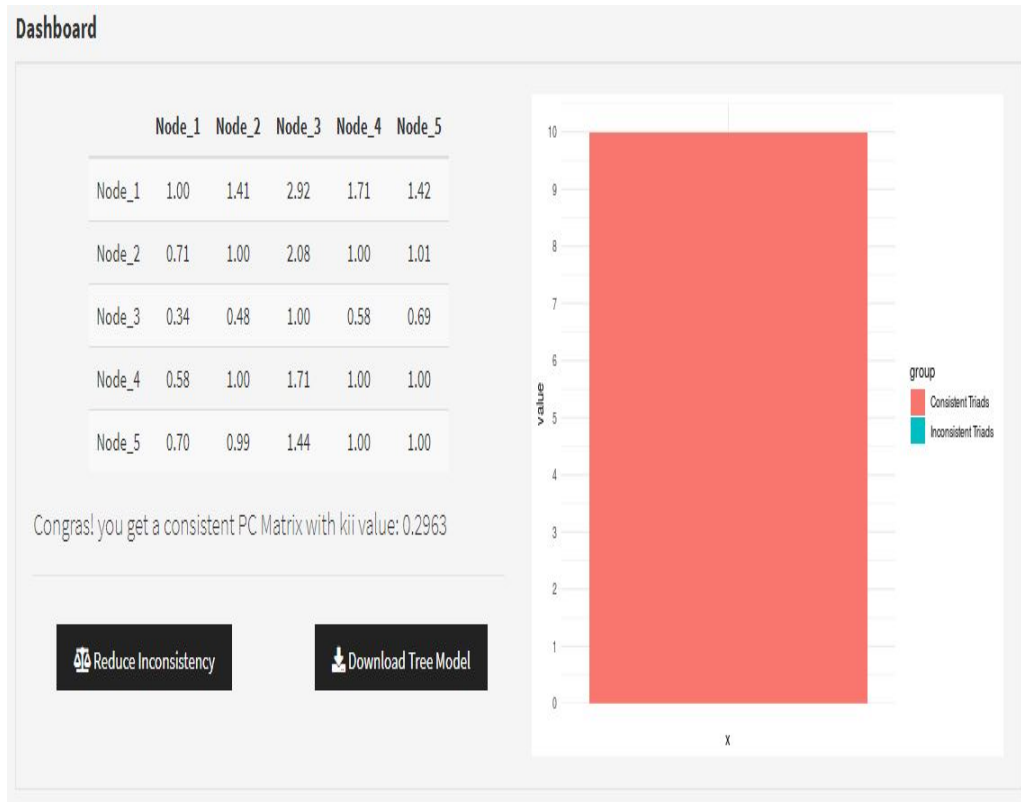 Dashboard
Node_1 Node_2 Node_3 Node_4 Node_5
Node_1 1.00 1.41 2.92 1.71 1.42
Node_2 0.71 1.00 2.08 1.00 1.01
Node_3 0.34 0.48 1.00 0.58 0.69
Node_4 0.58 1.00 1.71 1.00 1.00
Node_5 0.70 0.99 1.44 1.00 1.00
Congras! you get a consistent PC Matrix with kii value: 0.2963
Reduce Inconsistency
Download Tree Model
10
9
8
7
6
5
4
3
2
1
0
value
x
group
Consistent Triads
Inconsistent Triads